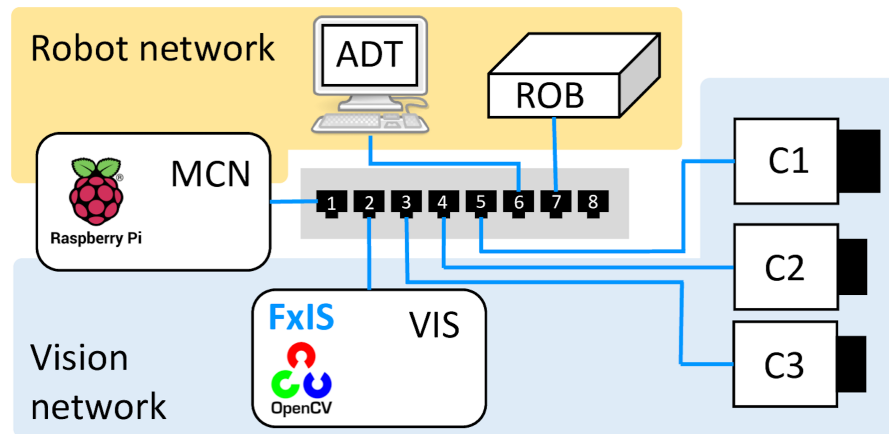 Robot network
ADT
ROB
MCN
®
Raspberry Pi
1 2 3 4 5 6 7 8
C1
C2
C3
FxIS
VIS
OpenCV
Vision
network